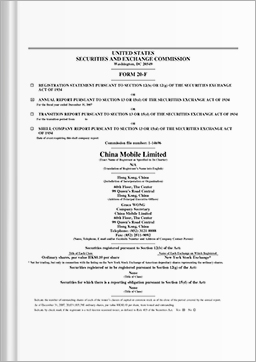 UNITED STATES
SECURITIES AND EXCHANGE COMMISSION
Washington, DC 20549
FORM 20-F
REGISTRATION STATEMENT PURSUANT TO SECTION 12(b) OR 12(g) OF THE SECURITIES EXCHANGE
ACT OF 1934
OR
ANNUAL REPORT PURSUANT TO SECTION 13 OR 15(d) OF THE SECURITIES EXCHANGE ACT OF 1934
For the fiscal year ended December 31, 2007
OR
TRANSITION REPORT PURSUANT TO SECTION 13 OR 15(d) OF THE SECURITIES EXCHANGE ACT OF 1934
For the transition period from to
OR
SHELL COMPANY REPORT PURSUANT TO SECTION 13 OR 15(d) OF THE SECURITIES EXCHANGE ACT
OF 1934
Date of event requiring this shell company report
Commission file number: 1-14696
China Mobile Limited
(Exact Name of Registrant as Specified in Its Charter)
N/A
(Translation of Registrant's Name into English)
Hong Kong, China
(Jurisdiction of Incorporation or Organization)
60th Floor, The Center
99 Queen's Road Central
Hong Kong, China
(Address of Principal Executive Offices)
Grace WONG
Company Secretary
China Mobile Limited
60th Floor, The Center
99 Queen's Road Central
Hong Kong, China
Telephone: (852) 3121 8888
Fax: (852) 2511-9092
(Name, Telephone, E-mail and/or Facsimile Number and Address of Company Contact Person)
Securities registered pursuant to Section 12(b) of the Act:
Title of Each Class Name of Each Exchange on Which Registered
Ordinary shares, par value HK$0.10 per share New York Stock Exchange*
* Not for trading, but only in connection with the listing on the New York Stock Exchange of American depositary shares representing the ordinary shares.
Securities registered or to be registered pursuant to Section 12(g) of the Act:
None
(Title of Class)
Securities for which there is a reporting obligation pursuant to Section 15(d) of the Act:
None
(Title of Class)